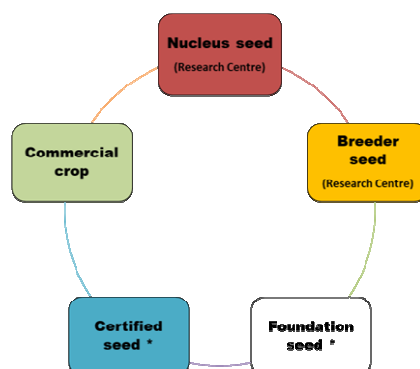 Nucleus seed
(Research Centre)
Breeder
seed
(Research Centre)
Foundation
seed *
Certified
seed *
Commercial
crop